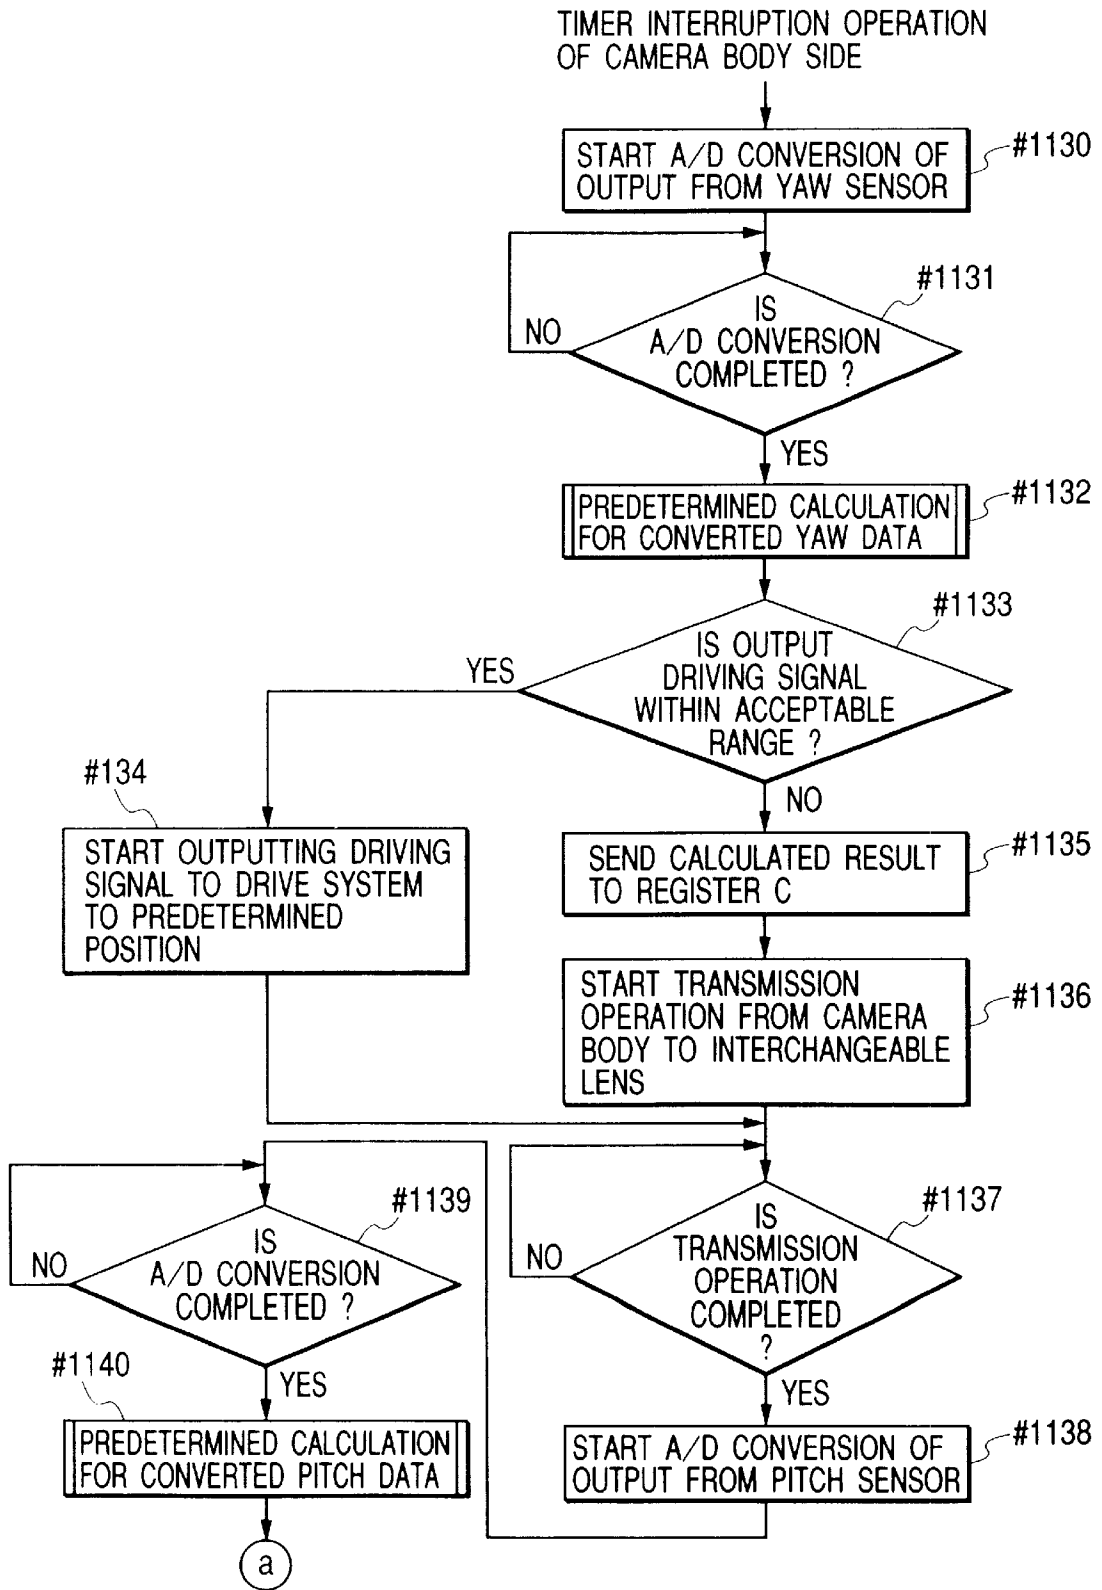 TIMER INTERRUPTION OPERATION
OF CAMERA BODY SIDE
#1130
START A/D CONVERSION OF
OUTPUT FROM YAW SENSOR
#1131
IS
A/D CONVERSION
COMPLETED ?
NO
YES
#1132
PREDETERMINED CALCULATION
FOR CONVERTED YAW DATA
#1133
IS OUTPUT
DRIVING SIGNAL
WITHIN ACCEPTABLE
RANGE ?
YES
NO
#134
START OUTPUTTING DRIVING
SIGNAL TO DRIVE SYSTEM
TO PREDETERMINED
POSITION
#1135
SEND CALCULATED RESULT
TO REGISTER C
#1136
START TRANSMISSION
OPERATION FROM CAMERA
BODY TO INTERCHANGEABLE
LENS
#1137
IS
TRANSMISSION
OPERATION
COMPLETED
?
NO
YES
#1138
START A/D CONVERSION OF
OUTPUT FROM PITCH SENSOR
#1139
IS
A/D CONVERSION
COMPLETED ?
NO
YES
#1140
PREDETERMINED CALCULATION
FOR CONVERTED PITCH DATA
a